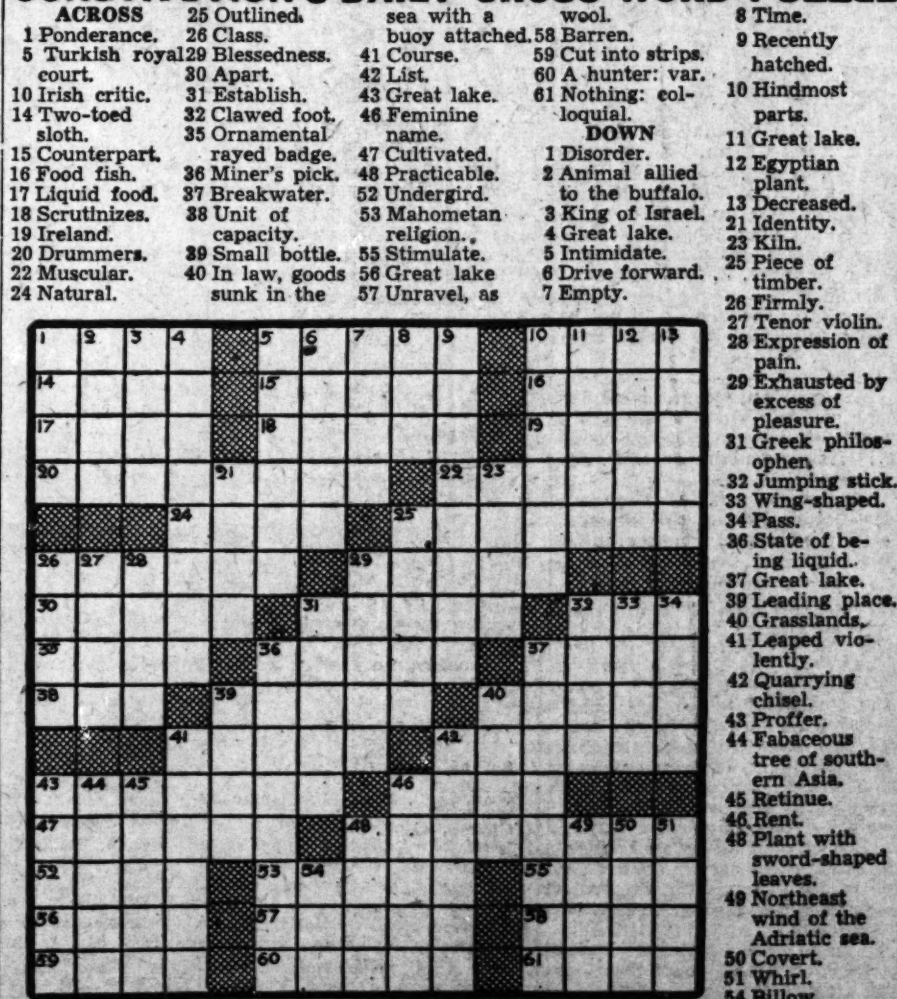 ACROSS
1 Ponderance.
5 Turkish royal
court.
10 Irish critic.
14 Two-toed
sloth.
15 Counterpart.
16 Food fish.
17 Liquid food.
18 Scrutinizes.
19 Ireland.
20 Drummers.
22 Muscular.
24 Natural.
25 Outlined.
26 Class.
29 Blessedness.
30 Apart.
31 Establish.
32 Clawed foot.
35 Ornamental
rayed badge.
36 Miner's pick.
37 Breakwater.
38 Unit of
capacity.
39 Small bottle.
40 In law, goods
sunk in the
sea with a
buoy attached.
41 Course.
42 List.
43 Great lake.
46 Feminine
name.
47 Cultivated.
48 Practicable.
52 Undergird.
53 Mahometan
religion.
55 Stimulate.
56 Great lake
57 Unravel, as
wool.
58 Barren.
59 Cut into strips.
60 A hunter: var.
61 Nothing: col-
loquial.
DOWN
1 Disorder.
2 Animal allied
to the buffalo.
3 King of Israel.
4 Great lake.
5 Intimidate.
6 Drive forward.
7 Empty.
8 Time.
9 Recently
hatched.
10 Hindmost
parts.
11 Great lake.
12 Egyptian
plant.
13 Decreased.
21 Identity.
23 Kiln.
25 Piece of
timber.
26 Firmly.
27 Tenor violin.
28 Expression of
pain.
29 Exhausted by
excess of
pleasure.
31 Greek philos-
opher.
32 Jumping stick.
33 Wing-shaped.
34 Pass.
36 State of be-
ing liquid.
37 Great lake.
39 Leading place.
40 Grasslands.
41 Leaped vio-
lently.
42 Quarrying
chisel.
43 Proffer.
44 Fabaceous
tree of south-
ern Asia.
45 Retinue.
46 Rent.
48 Plant with
sword-shaped
leaves.
49 Northeast
wind of the
Adriatic sea.
50 Covert.
51 Whirl.
54 Billow.
1 2 3 4 5 6 7 8 9 10 11 12 13
14 15 16
17 18 19
20 21 22 23
24 25
26 27 28 29
30 31 32 33 34
35 36 37
38 39 40
41 42
43 44 45 46
47 48 49 50 51
52 53 54 55
56 57 58
59 60 61